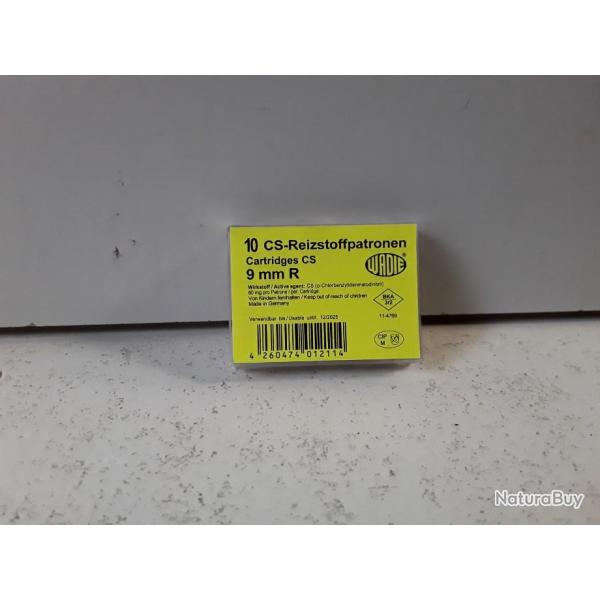 10 CS-Reizstoffpatronen
Cartridges CS
9 mm R
WADIE
Wirkstoff / Active agent: CS (o-Chlorbenzylidenmalodinitril)
60 mg pro Patrone / per Cartridge.
Von Kindern fernhalten / Keep out of reach of children
Made in Germany
BKA
Verwendbar bis / Usable until: 12/2025
11-4769
4 260474 012114
CIP
M
NaturaBuy